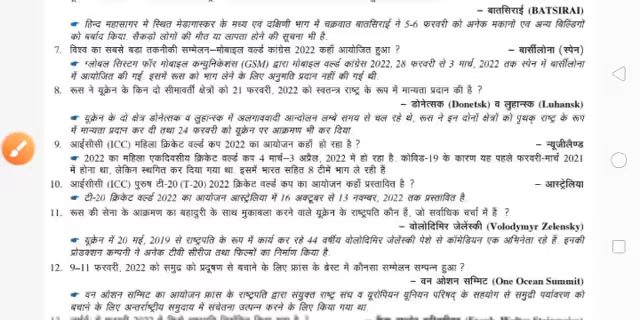 – बातसिराई (BATSIRAI)
☛ हिन्द महासागर में स्थित मेडागास्कर के मध्य एवं दक्षिणी भाग में चक्रवात बातसिराई ने 5-6 फरवरी को अनेक मकानों एवं अन्य बिल्डिंगों
को बर्बाद किया. सैकड़ों लोगों की मौत या लापता होने की सूचना भी है.
7. विश्व का सबसे बड़ा तकनीकी सम्मेलन–मोबाइल वर्ल्ड कांग्रेस 2022 कहाँ आयोजित हुआ ? – बार्सीलोना (स्पेन)
☛ ग्लोबल सिस्टम फॉर मोबाइल कम्युनिकेशंस (GSM) द्वारा मोबाइल वर्ल्ड कांग्रेस 2022, 28 फरवरी से 3 मार्च, 2022 तक स्पेन में बार्सीलोना
में आयोजित की गई. इसमें रूस को भाग लेने के लिए अनुमति प्रदान नहीं की गई थी.
8. रूस ने यूक्रेन के किन दो सीमावर्ती क्षेत्रों को 21 फरवरी, 2022 को स्वतन्त्र राष्ट्र के रूप में मान्यता प्रदान की है ?
– डोनेत्सक (Donetsk) व लुहान्स्क (Luhansk)
☛ यूक्रेन के दो क्षेत्र डोनेत्सक व लुहान्स्क में अलगाववादी आन्दोलन लम्बे समय से चल रहे थे, रूस ने इन दोनों क्षेत्रों को पृथक् राष्ट्र के रूप
में मान्यता प्रदान कर दी तथा 24 फरवरी को यूक्रेन पर आक्रमण भी कर दिया.
9. आईसीसी (ICC) महिला क्रिकेट वर्ल्ड कप 2022 का आयोजन कहाँ हो रहा है ? – न्यूजीलैण्ड
☛ 2022 का महिला एकदिवसीय क्रिकेट वर्ल्ड कप 4 मार्च–3 अप्रैल, 2022 में हो रहा है. कोविड-19 के कारण यह पहले फरवरी-मार्च 2021
में होना था, लेकिन स्थगित कर दिया गया था. इसमें भारत सहित 8 टीमें भाग ले रही हैं
10. आईसीसी (ICC) पुरुष टी-20 (T-20) 2022 क्रिकेट वर्ल्ड कप का आयोजन कहाँ प्रस्तावित है ? – आस्ट्रेलिया
☛ टी-20 क्रिकेट वर्ल्ड 2022 का आयोजन आस्ट्रेलिया में 16 अक्टूबर से 13 नवम्बर, 2022 तक प्रस्तावित है.
11. रूस की सेना के आक्रमण का बहादुरी के साथ मुकाबला करने वाले यूक्रेन के राष्ट्रपति कौन हैं, जो सर्वाधिक चर्चा में हैं ?
– वोलोदिमिर जेलेंस्की (Volodymyr Zelensky)
☛ यूक्रेन में 20 मई, 2019 से राष्ट्रपति के रूप में कार्य कर रहे 44 वर्षीय वोलोदिमिर जेलेंस्की पेशे से कॉमेडियन एक अभिनेता रहे हैं. इनकी
प्रोडक्शन कम्पनी ने अनेक टीवी सीरीज तथा फिल्मों का निर्माण किया है.
12. 9–11 फरवरी, 2022 को समुद्र को प्रदूषण से बचाने के लिए फ्रांस के ब्रेस्ट में कौनसा सम्मेलन सम्पन्न हुआ ?
– वन ओशन सम्मिट (One Ocean Summit)
☛ वन ओशन सम्मिट का आयोजन फ्रांस के राष्ट्रपति द्वारा संयुक्त राष्ट्र संघ व यूरोपियन यूनियन परिषद् के सहयोग से समुद्री पर्यावरण को
बचाने के लिए अन्तर्राष्ट्रीय समुदाय में सचेतना उत्पन्न करने के लिए किया गया था.